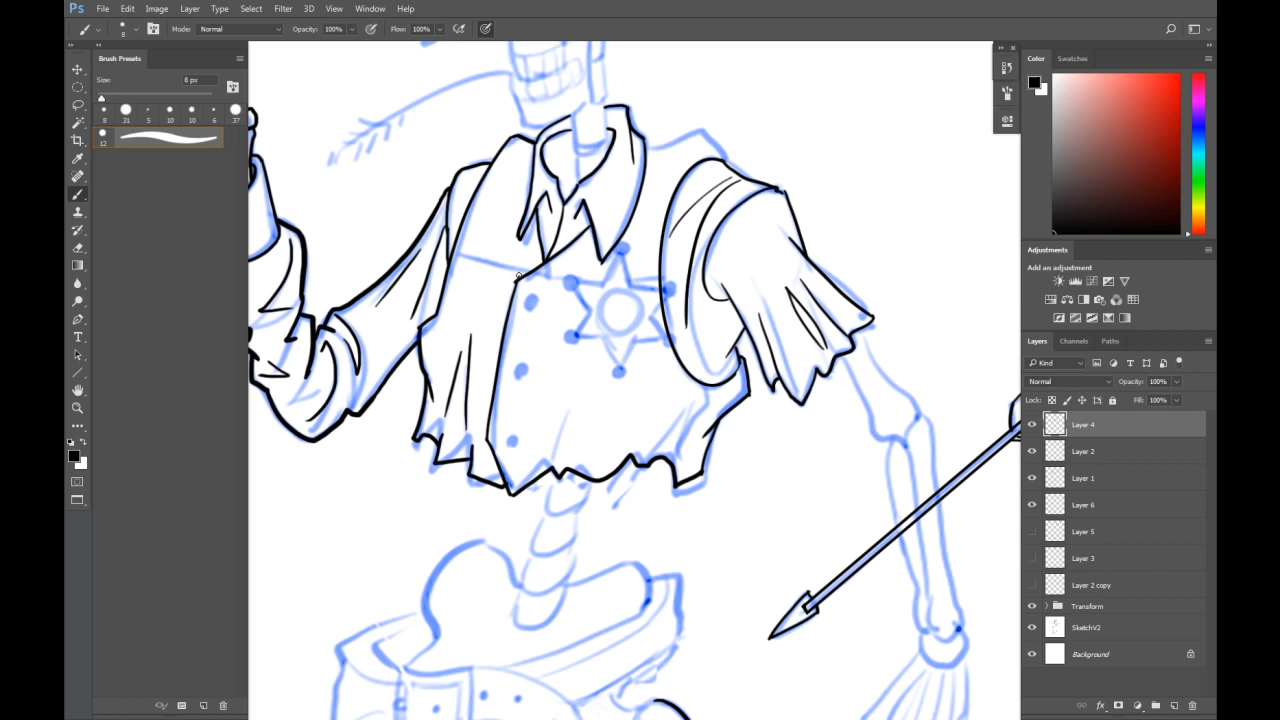 Ps File Edit Image Layer Type Select Filter 3D View Window Help
8 Mode: Normal Opacity: 100% Flow: 100%
Brush Presets
Size: 8 px
8 31 5 10 10 6 37
12
Color Swatches
Adjustments
Add an adjustment
Layers Channels Paths
Kind
Normal Opacity: 100%
Lock: Fill: 100%
Layer 4
Layer 2
Layer 1
Layer 6
Layer 5
Layer 3
Layer 2 copy
Transform
SketchV2
Background